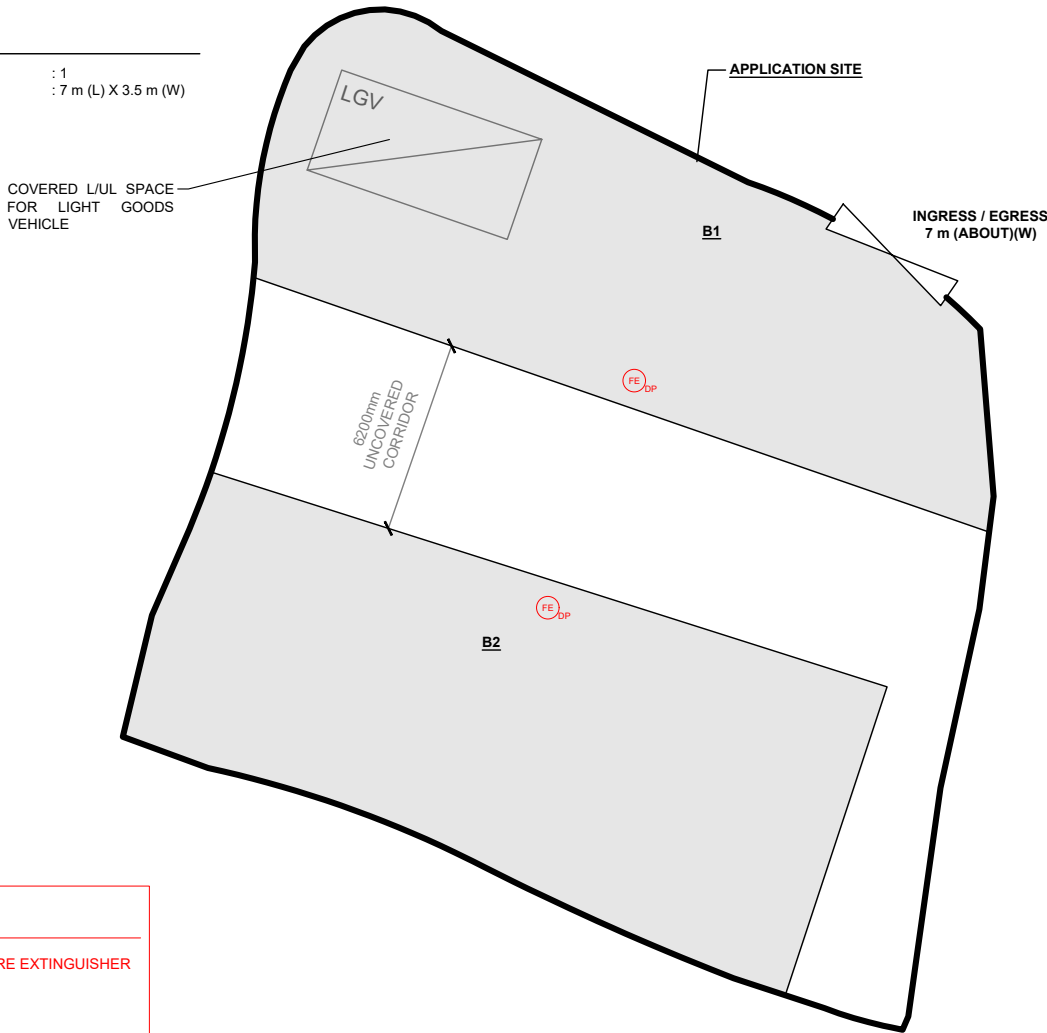 : 1
: 7 m (L) X 3.5 m (W)
APPLICATION SITE
LGV
COVERED L/UL SPACE
FOR LIGHT GOODS
VEHICLE
INGRESS / EGRESS
7 m (ABOUT)(W)
B1
FE DP
6200mm
UNCOVERED
CORRIDOR
FE DP
B2
RE EXTINGUISHER